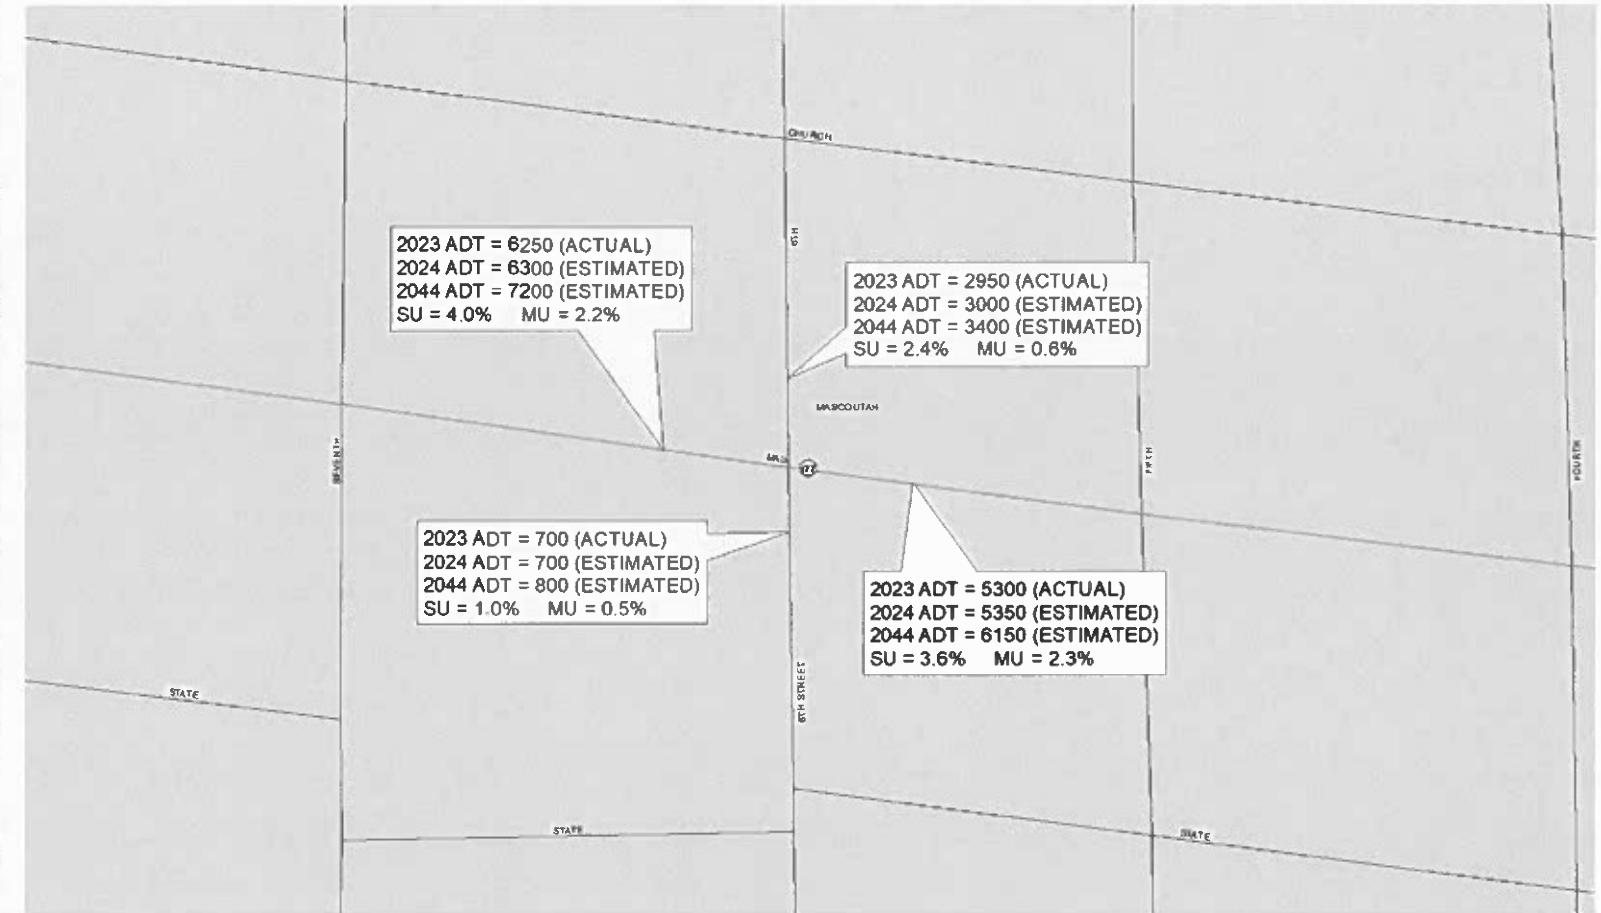 CHURCH
6TH
2023 ADT = 6250 (ACTUAL)
2024 ADT = 6300 (ESTIMATED)
2044 ADT = 7200 (ESTIMATED)
SU = 4.0% MU = 2.2%
2023 ADT = 2950 (ACTUAL)
2024 ADT = 3000 (ESTIMATED)
2044 ADT = 3400 (ESTIMATED)
SU = 2.4% MU = 0.6%
MASCOUTAH
SEVENTH
FIFTH
FOURTH
2023 ADT = 700 (ACTUAL)
2024 ADT = 700 (ESTIMATED)
2044 ADT = 800 (ESTIMATED)
SU = 1.0% MU = 0.5%
2023 ADT = 5300 (ACTUAL)
2024 ADT = 5350 (ESTIMATED)
2044 ADT = 6150 (ESTIMATED)
SU = 3.6% MU = 2.3%
6TH STREET
STATE
STATE
STATE